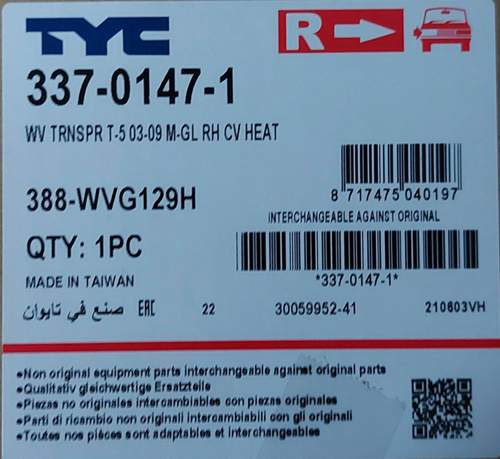 TYC
R
337-0147-1
WV TRNSPR T-5 03-09 M-GL RH CV HEAT
8 717475 040197
388-WVG129H
INTERCHANGEABLE AGAINST ORIGINAL
QTY: 1PC
*337-0147-1*
MADE IN TAIWAN
صنع في تايوان EAC 22 30059952-41 210603VH
•Non original equipment parts interchangeable against original parts
•Qualitativ gleichwertige Ersatzteile
•Piezas no originales intercambiables con piezas originales
•Parti di ricambio non originali intercambiabili con gli originali
•Toutes nos pièces sont adaptables et interchangeables